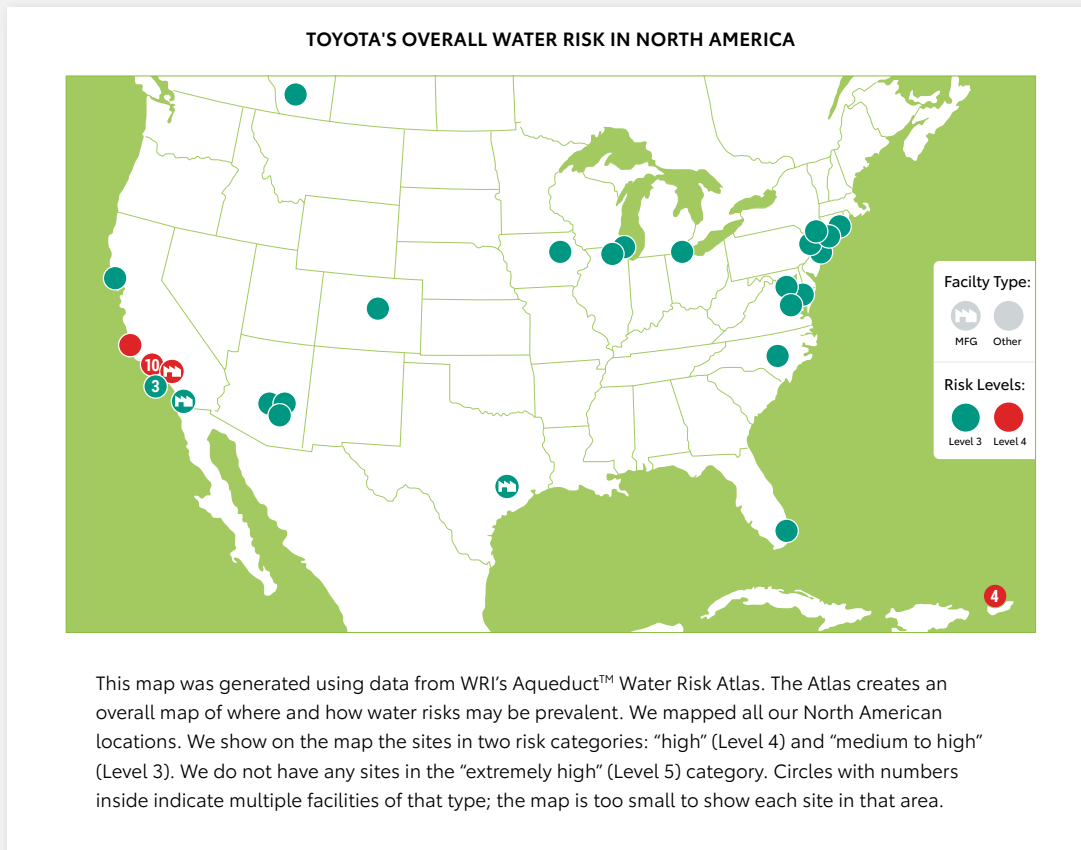 TOYOTA'S OVERALL WATER RISK IN NORTH AMERICA
Facilty Type:
MFG Other
Risk Levels:
Level 3 Level 4
10
3
4
This map was generated using data from WRI's Aqueduct™ Water Risk Atlas. The Atlas creates an
overall map of where and how water risks may be prevalent. We mapped all our North American
locations. We show on the map the sites in two risk categories: “high” (Level 4) and “medium to high”
(Level 3). We do not have any sites in the “extremely high” (Level 5) category. Circles with numbers
inside indicate multiple facilities of that type; the map is too small to show each site in that area.